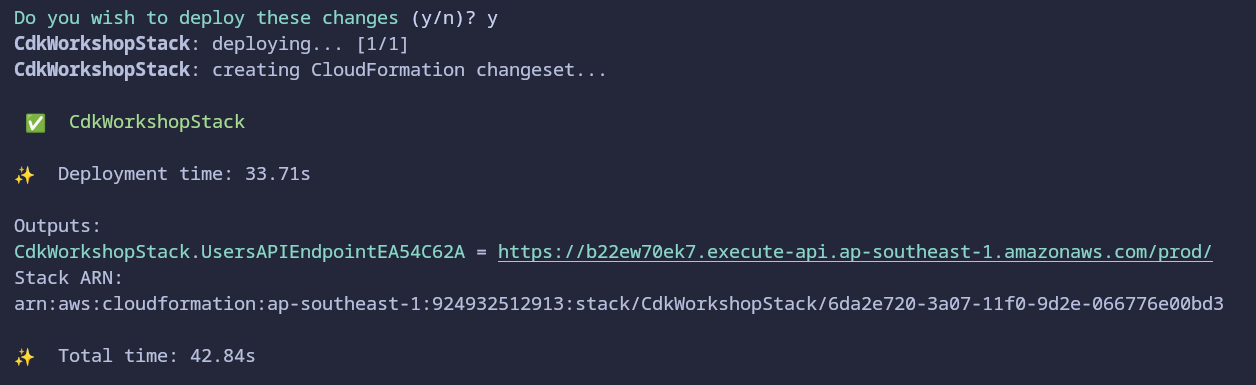 Do you wish to deploy these changes (y/n)? y
CdkWorkshopStack: deploying... [1/1]
CdkWorkshopStack: creating CloudFormation changeset...
✅ CdkWorkshopStack
✨ Deployment time: 33.71s
Outputs:
CdkWorkshopStack.UsersAPIEndpointEA54C62A = https://b22ew70ek7.execute-api.ap-southeast-1.amazonaws.com/prod/
Stack ARN:
arn:aws:cloudformation:ap-southeast-1:924932512913:stack/CdkWorkshopStack/6da2e720-3a07-11f0-9d2e-066776e00bd3
✨ Total time: 42.84s